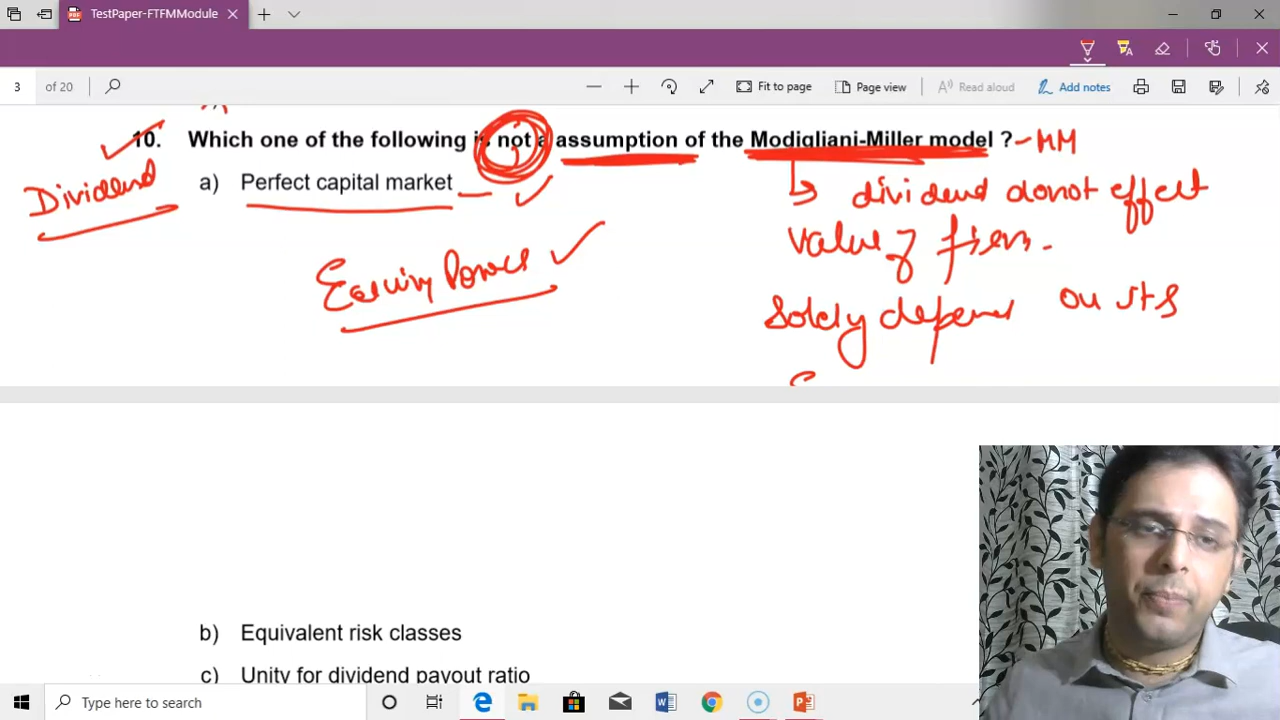 TestPaper-FTFMModule
3 of 20
Fit to page
Page view
Read aloud
Add notes
10. Which one of the following is not a assumption of the Modigliani-Miller model ? - MM
Dividend
a) Perfect capital market
dividend donot effect
value of firm.
Earning Power
Solely depend on its
b) Equivalent risk classes
c) Unity for dividend payout ratio
Type here to search